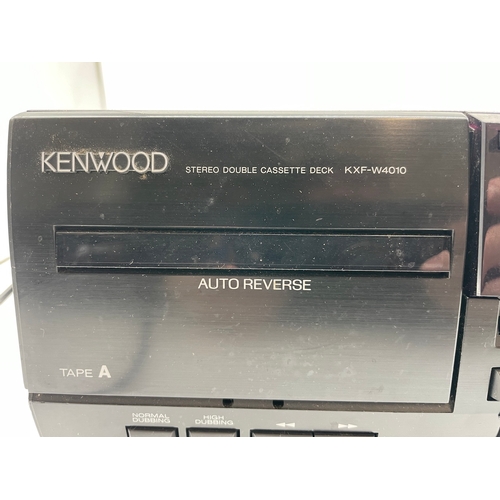 KENWOOD STEREO DOUBLE CASSETTE DECK KXF-W4010
AUTO REVERSE
TAPE A
NORMAL DUBBING
HIGH DUBBING
◀◀ ▶▶